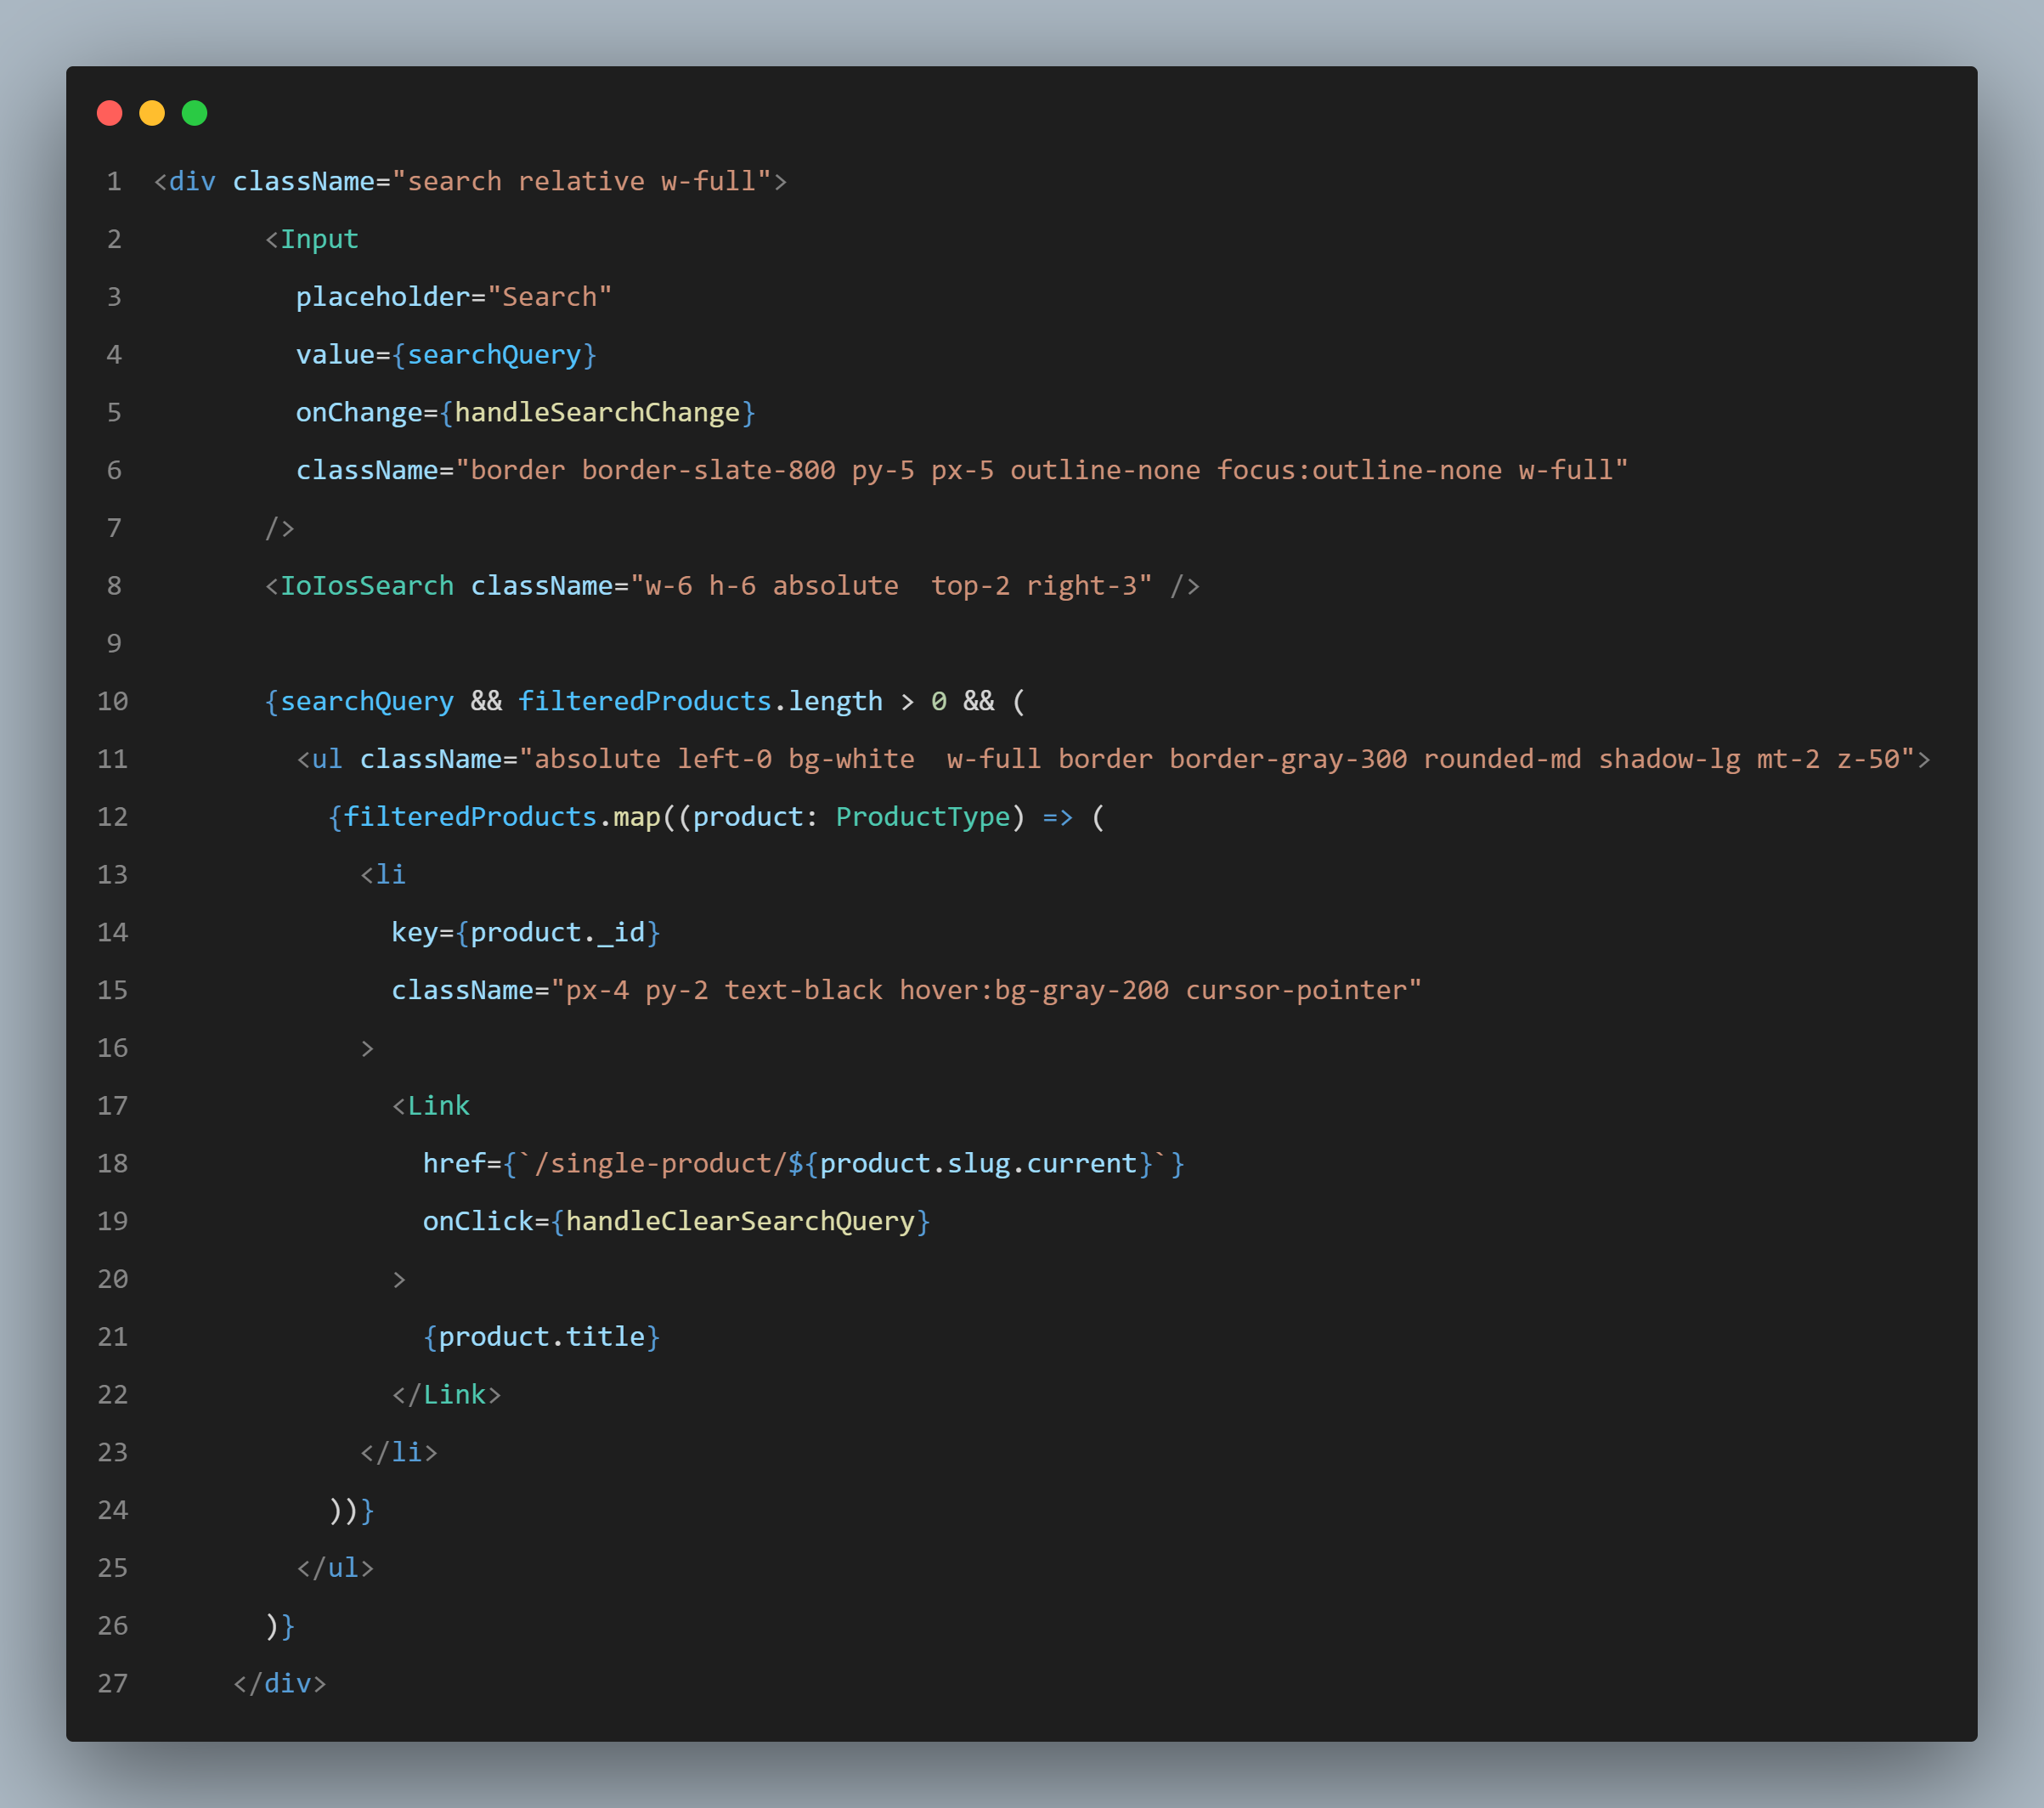 1 <div className="search relative w-full">
2       <Input
3         placeholder="Search"
4         value={searchQuery}
5         onChange={handleSearchChange}
6         className="border border-slate-800 py-5 px-5 outline-none focus:outline-none w-full"
7       />
8       <IoIosSearch className="w-6 h-6 absolute  top-2 right-3" />
9
10       {searchQuery && filteredProducts.length > 0 && (
11         <ul className="absolute left-0 bg-white  w-full border border-gray-300 rounded-md shadow-lg mt-2 z-50">
12           {filteredProducts.map((product: ProductType) => (
13             <li
14               key={product._id}
15               className="px-4 py-2 text-black hover:bg-gray-200 cursor-pointer"
16             >
17               <Link
18                 href={`/single-product/${product.slug.current}`}
19                 onClick={handleClearSearchQuery}
20               >
21                 {product.title}
22               </Link>
23             </li>
24           ))}
25         </ul>
26       )}
27     </div>